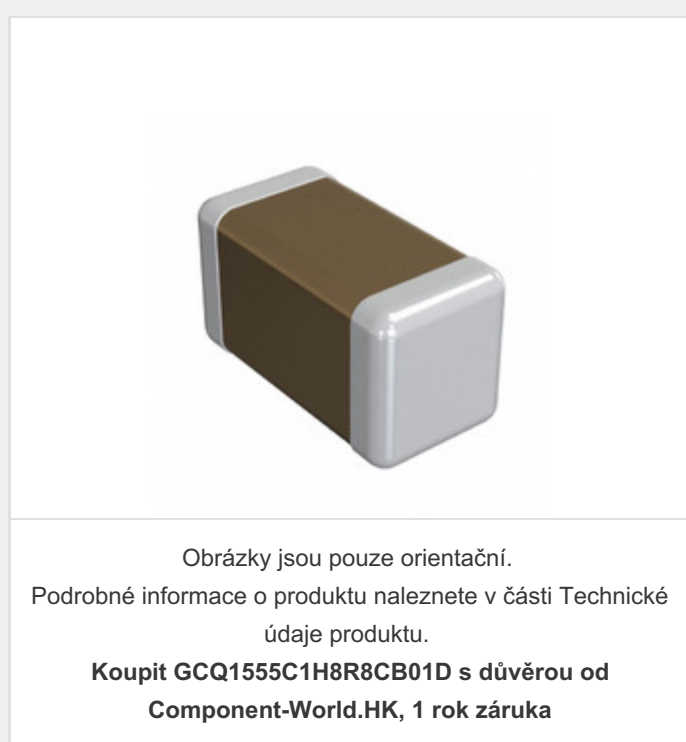 Obrázky jsou pouze orientační.
Podrobné informace o produktu naleznete v části Technické
údaje produktu.
Koupit GCQ1555C1H8R8CB01D s důvěrou od
Component-World.HK, 1 rok záruka